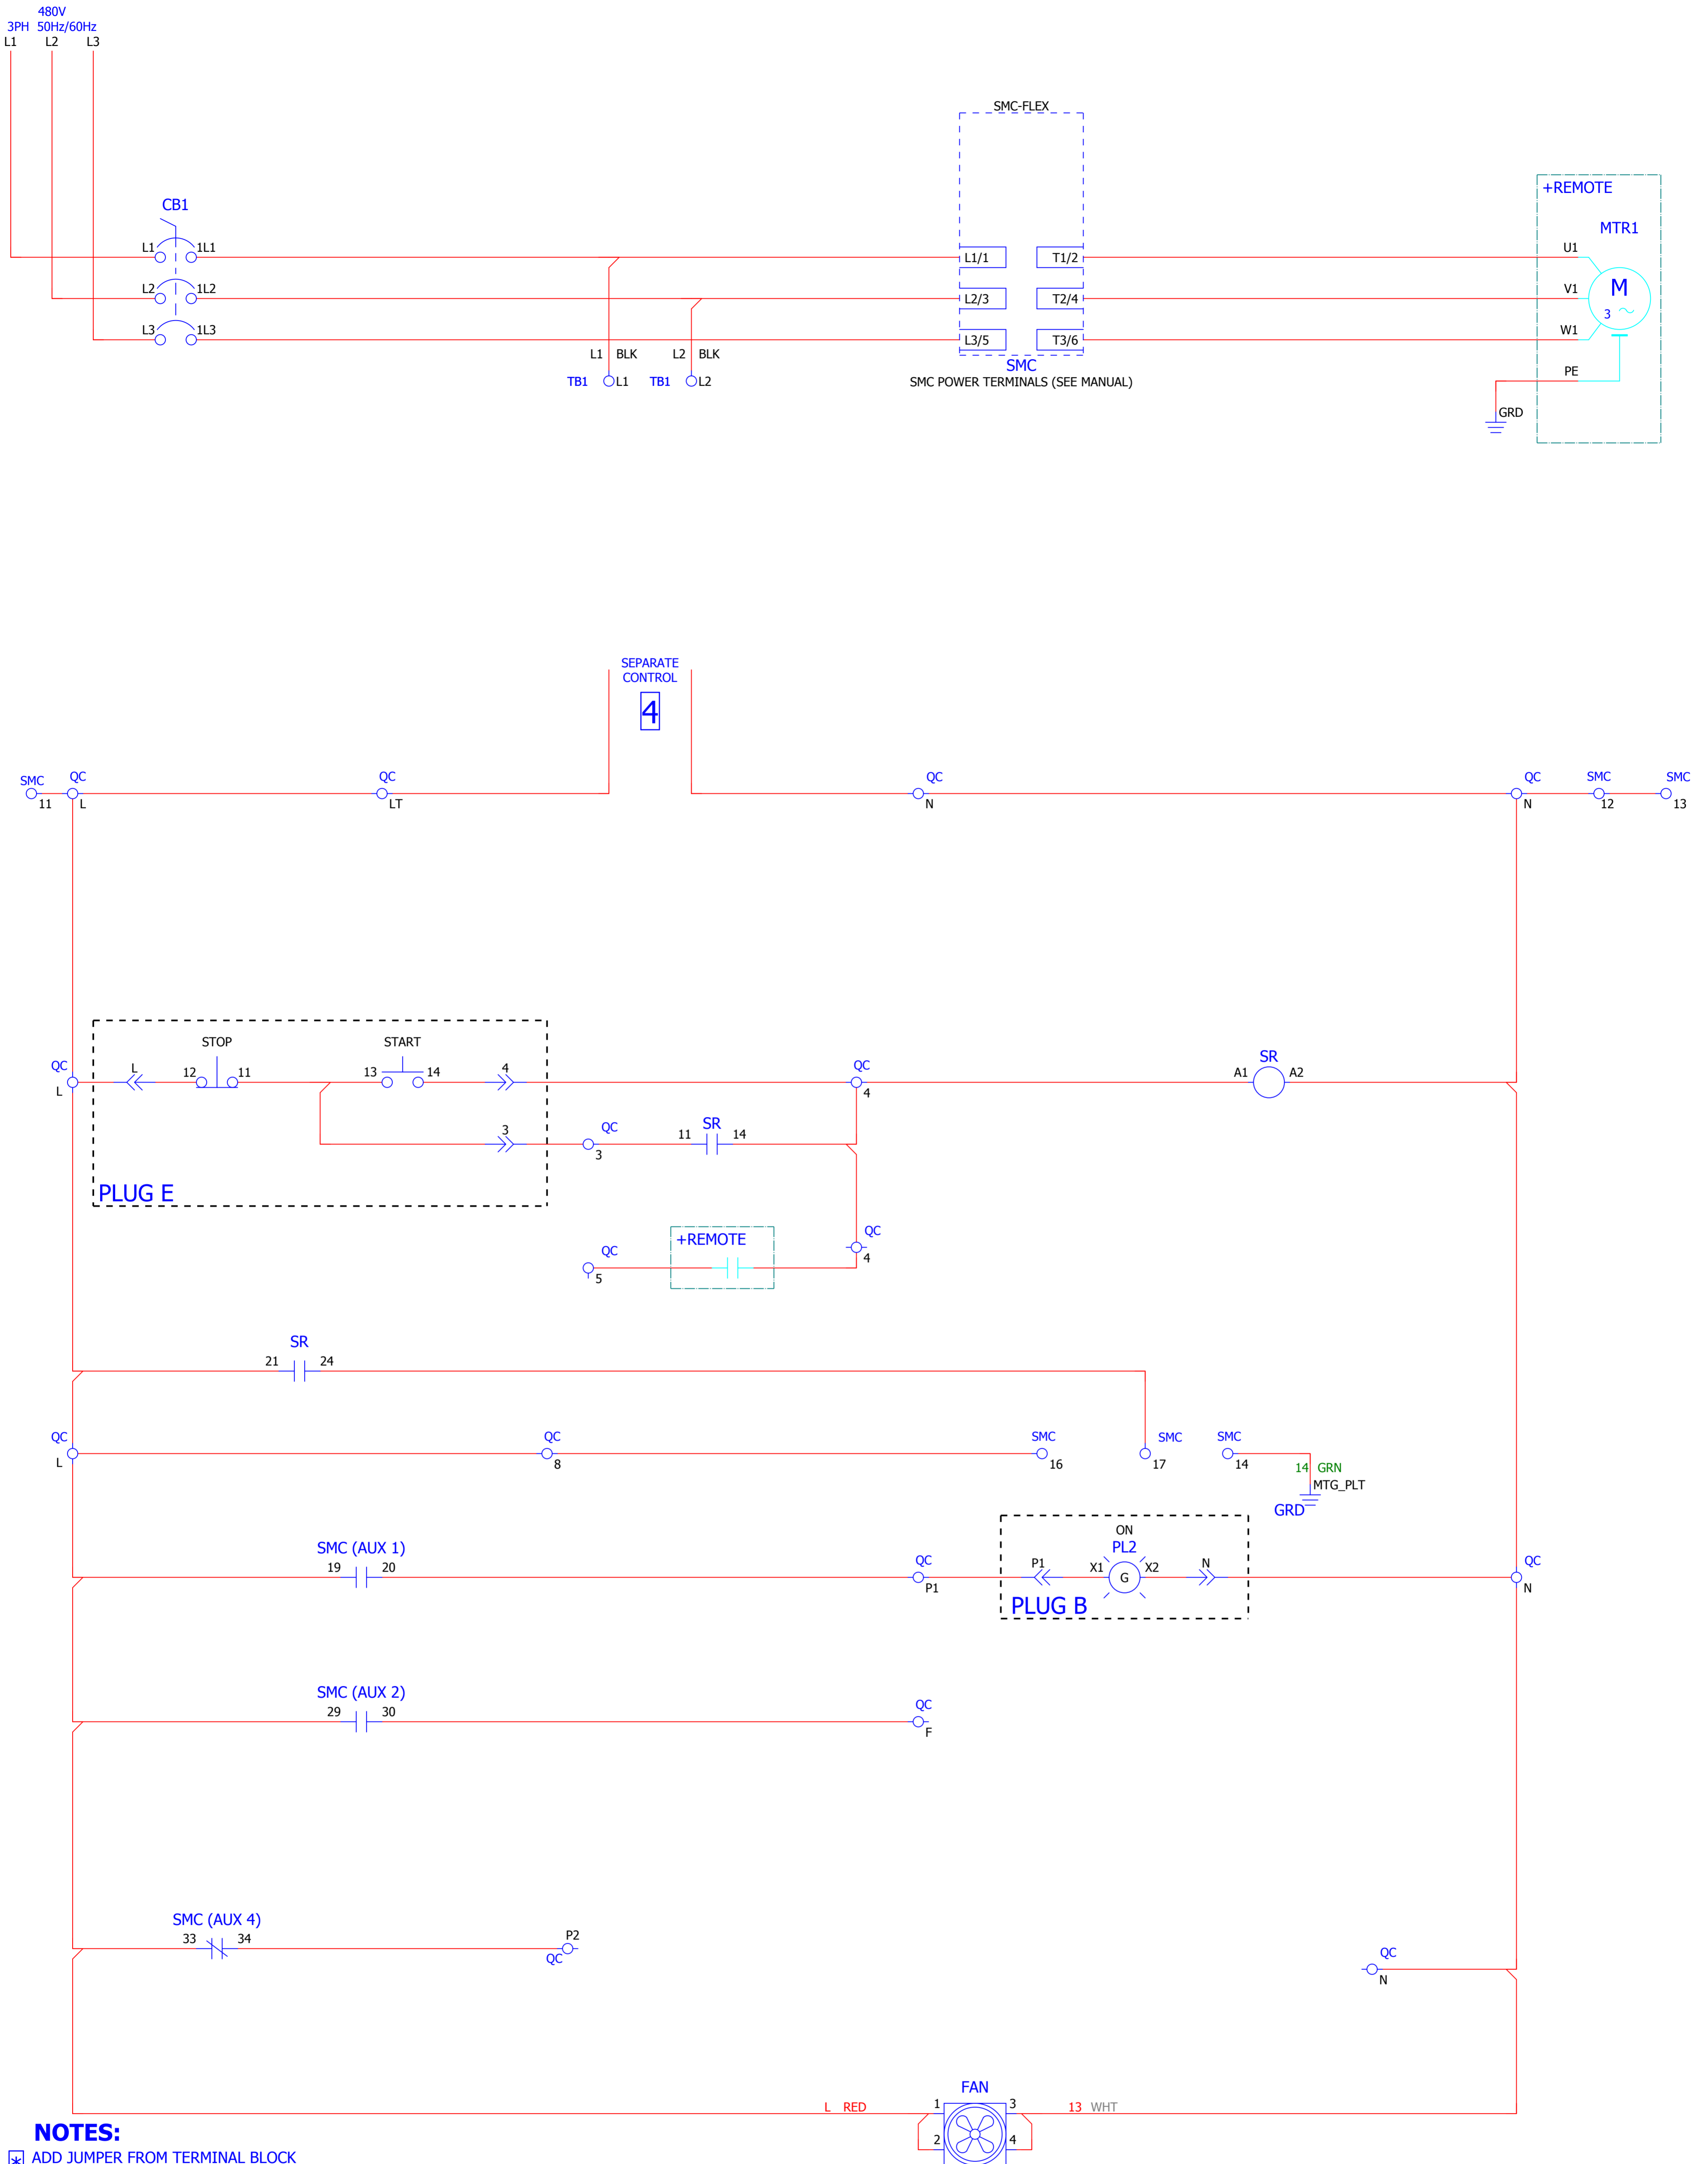 480V
3PH 50Hz/60Hz
L1 L2 L3
SMC-FLEX
+REMOTE
CB1
MTR1
L1 1L1 L1/1 T1/2 U1
L2 1L2 L2/3 T2/4 V1
M
3
L3 1L3 L3/5 T3/6 W1
L1 BLK L2 BLK
SMC
TB1 L1 TB1 L2
SMC POWER TERMINALS (SEE MANUAL)
PE
GRD
SEPARATE
CONTROL
4
SMC QC QC QC QC SMC SMC
11 L LT N N 12 13
STOP START
QC L 12 11 13 14 4 QC SR
L 4 A1 A2
3 QC 11 SR 14
3
PLUG E
QC +REMOTE QC
5 4
SR
21 24
QC QC SMC SMC SMC
L 8 16 17 14
14 GRN
MTG_PLT
GRD
ON
SMC (AUX 1) PL2
19 20 QC P1 X1 X2 N QC
G
P1 N
PLUG B
SMC (AUX 2)
29 30 QC
F
SMC (AUX 4)
33 34 P2
QC QC
N
FAN
L RED 1 3 13 WHT
NOTES:
2 4
* ADD JUMPER FROM TERMINAL BLOCK